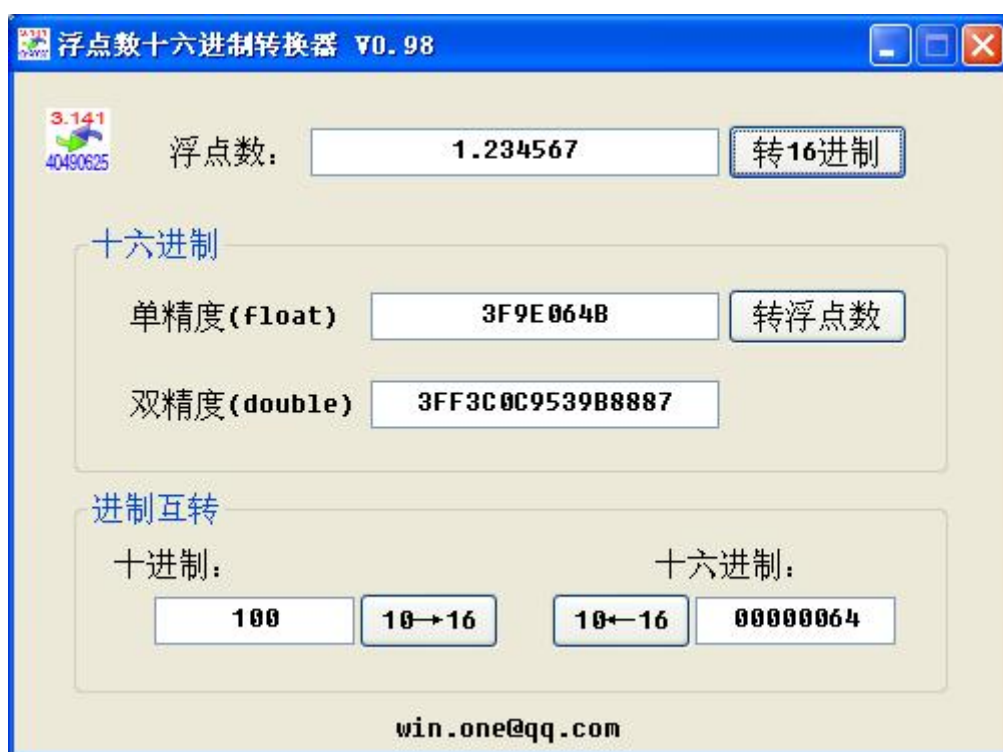 浮点数十六进制转换器 V0.98
3.141
40490625
浮点数: 1.234567 转16进制
十六进制
单精度(float) 3F9E064B 转浮点数
双精度(double) 3FF3C0C9539B8887
进制互转
十进制: 十六进制:
100 10→16 10←16 00000064
win.one@qq.com